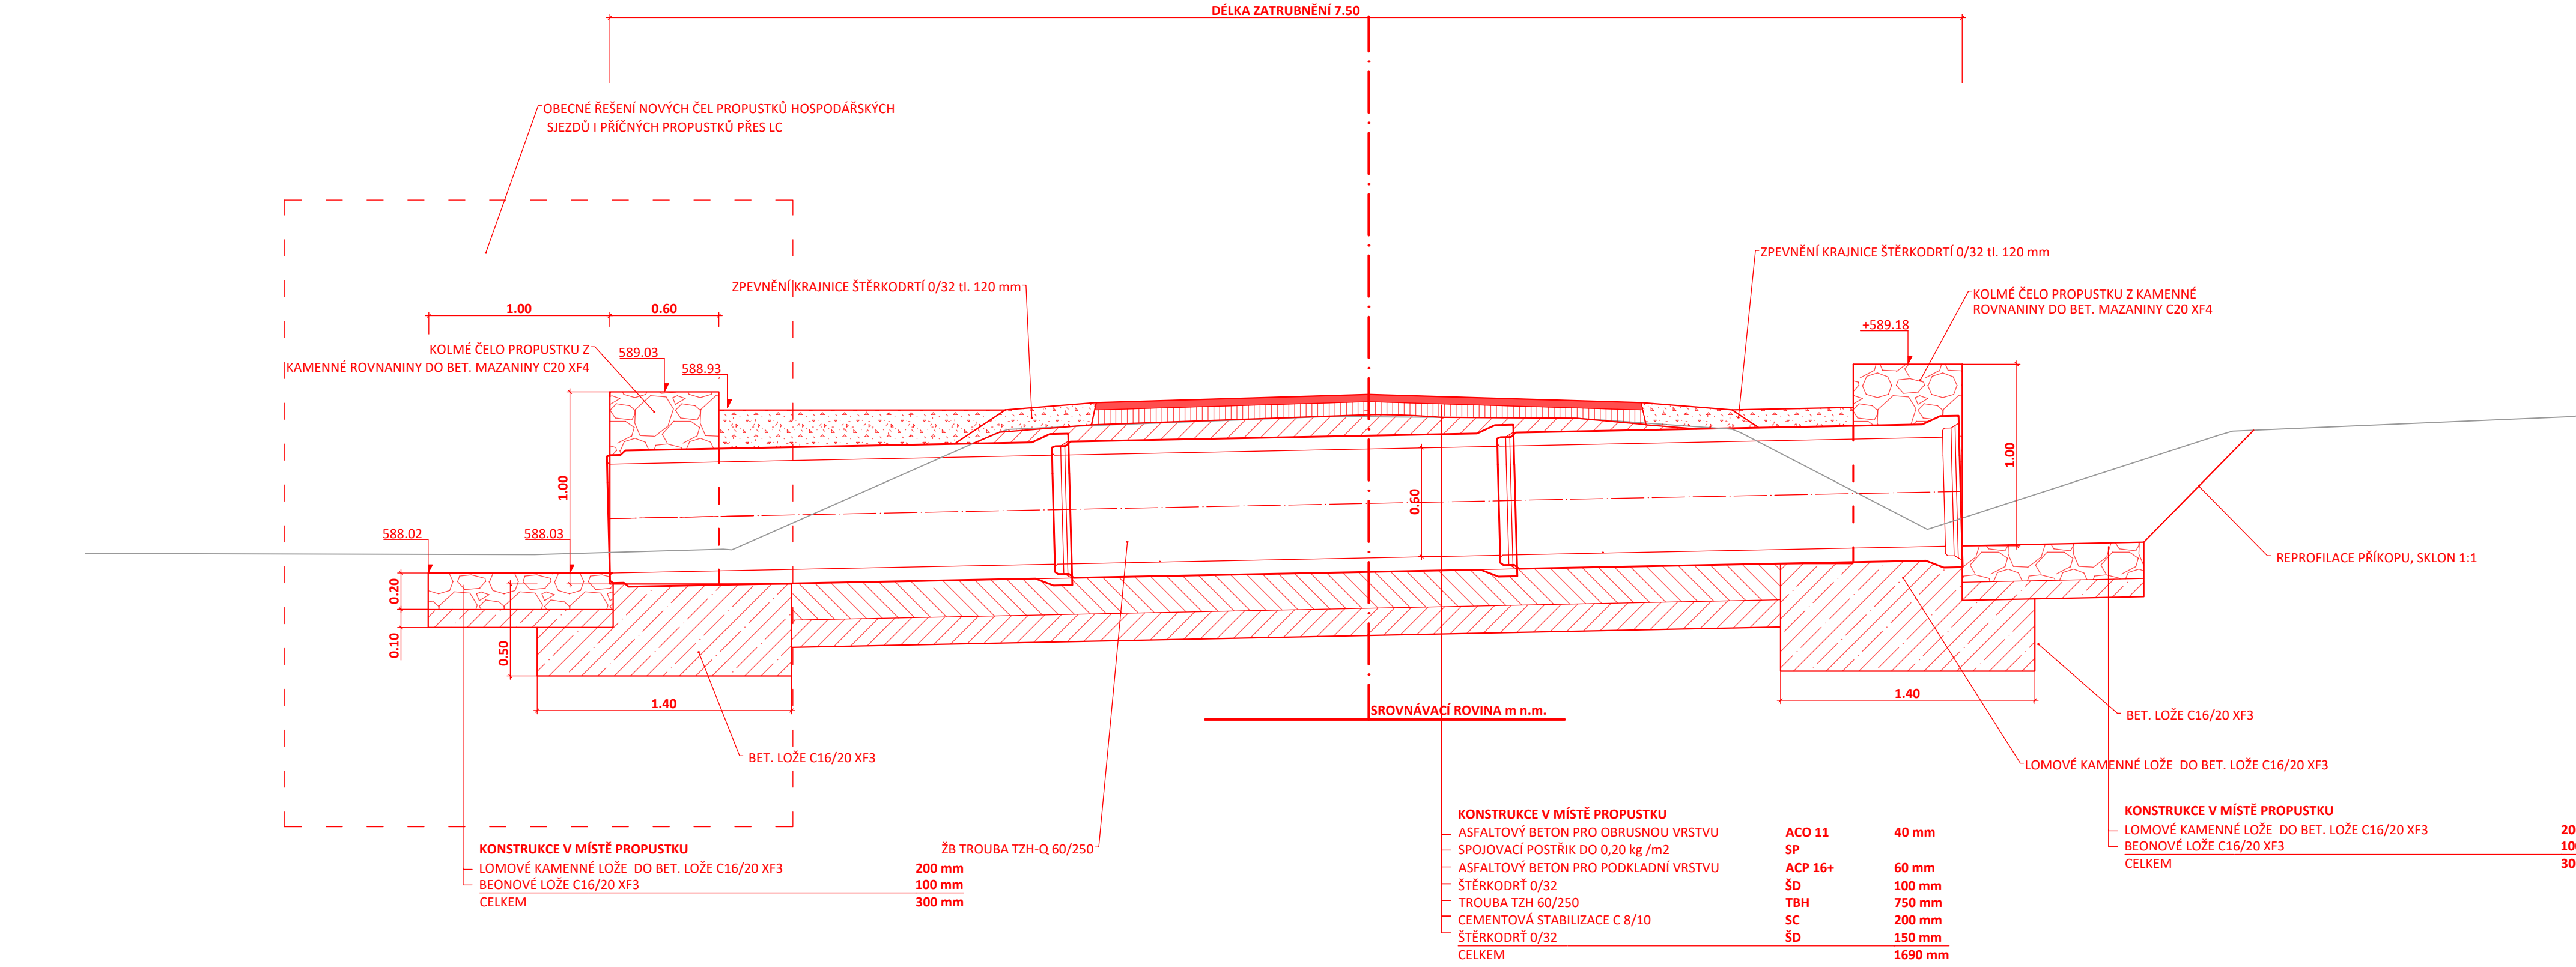 DÉLKA ZATRUBNĚNÍ 7.50
OBECNÉ ŘEŠENÍ NOVÝCH ČEL PROPUSTKŮ HOSPODÁŘSKÝCH
SJEZDŮ I PŘÍČNÝCH PROPUSTKŮ PŘES LC
ZPEVNĚNÍ KRAJNICE ŠTĚRKODRTÍ 0/32 tl. 120 mm
ZPEVNĚNÍ KRAJNICE ŠTĚRKODRTÍ 0/32 tl. 120 mm
KOLMÉ ČELO PROPUSTKU Z KAMENNÉ
ROVNANINY DO BET. MAZANINY C20 XF4
1.00
0.60
+589.18
KOLMÉ ČELO PROPUSTKU Z
KAMENNÉ ROVNANINY DO BET. MAZANINY C20 XF4
589.03
588.93
1.00
0.60
1.00
588.02
588.03
0.20
0.10
0.50
REPROFILACE PŘÍKOPU, SKLON 1:1
1.40
1.40
SROVNÁVACÍ ROVINA m n.m.
BET. LOŽE C16/20 XF3
BET. LOŽE C16/20 XF3
LOMOVÉ KAMENNÉ LOŽE DO BET. LOŽE C16/20 XF3
ŽB TROUBA TZH-Q 60/250
KONSTRUKCE V MÍSTĚ PROPUSTKU
LOMOVÉ KAMENNÉ LOŽE DO BET. LOŽE C16/20 XF3 200 mm
BEONOVÉ LOŽE C16/20 XF3 100 mm
CELKEM 300 mm
KONSTRUKCE V MÍSTĚ PROPUSTKU
ASFALTOVÝ BETON PRO OBRUSNOU VRSTVU ACO 11 40 mm
SPOJOVACÍ POSTŘIK DO 0,20 kg /m2 SP
ASFALTOVÝ BETON PRO PODKLADNÍ VRSTVU ACP 16+ 60 mm
ŠTĚRKODRŤ 0/32 ŠD 100 mm
TROUBA TZH 60/250 TBH 750 mm
CEMENTOVÁ STABILIZACE C 8/10 SC 200 mm
ŠTĚRKODRŤ 0/32 ŠD 150 mm
CELKEM 1690 mm
KONSTRUKCE V MÍSTĚ PROPUSTKU
LOMOVÉ KAMENNÉ LOŽE DO BET. LOŽE C16/20 XF3
BEONOVÉ LOŽE C16/20 XF3
CELKEM